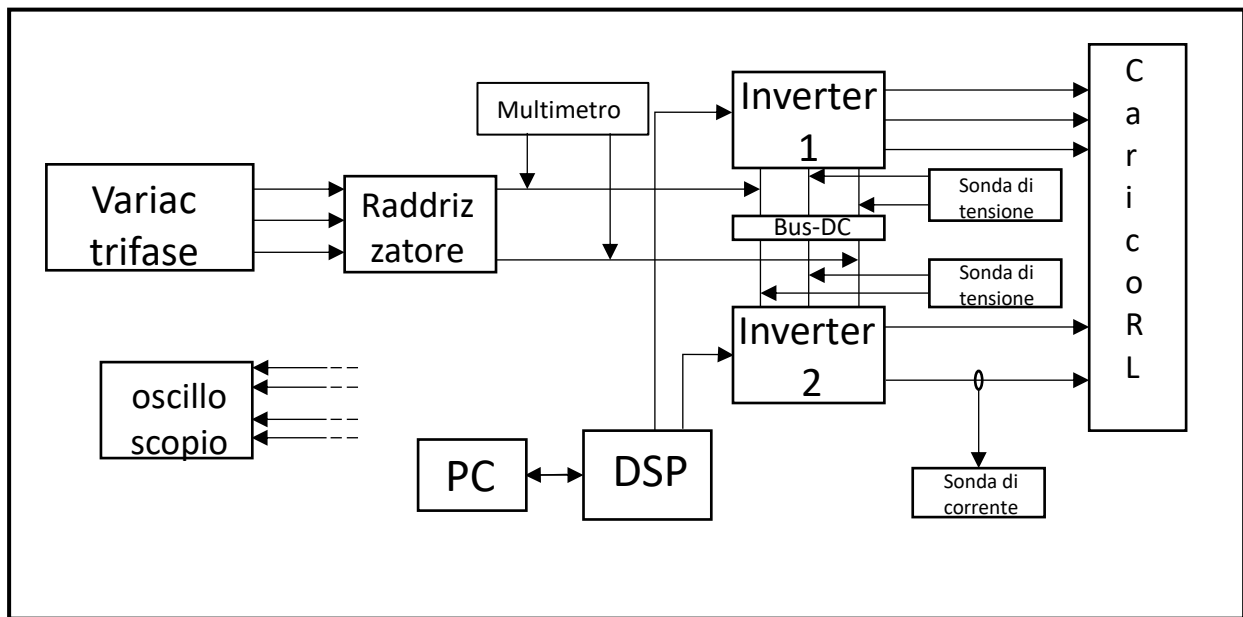 Multimetro
Inverter
1
Variac
trifase
Raddriz
zatore
Sonda di
tensione
Bus-DC
Sonda di
tensione
Inverter
2
C
a
r
i
c
o
R
L
oscillo
scopio
PC
DSP
Sonda di
corrente